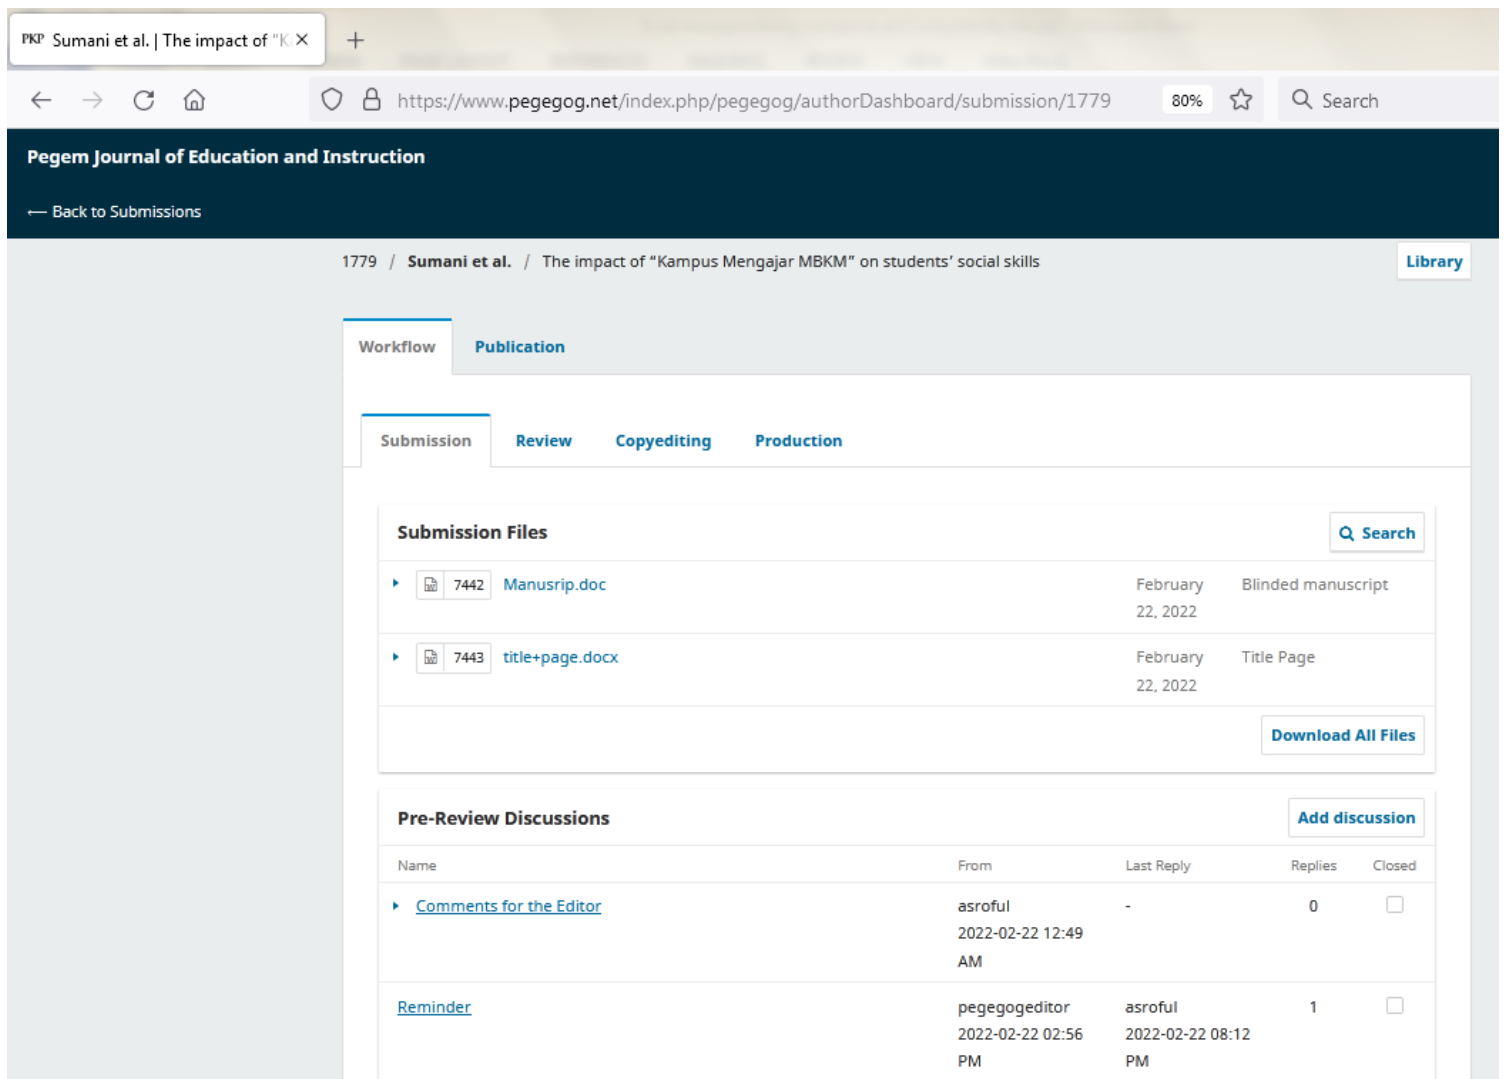 PKP Sumani et al. | The impact of "K
https://www.pegegog.net/index.php/pegegog/authorDashboard/submission/1779 80% Search
Pegem Journal of Education and Instruction
← Back to Submissions
1779 / Sumani et al. / The impact of “Kampus Mengajar MBKM” on students’ social skills Library
Workflow Publication
Submission Review Copyediting Production
Submission Files Search
7442 Manusrip.doc February Blinded manuscript
22, 2022
7443 title+page.docx February Title Page
22, 2022
Download All Files
Pre-Review Discussions Add discussion
Name From Last Reply Replies Closed
Comments for the Editor asroful - 0
2022-02-22 12:49
AM
Reminder pegegogeditor asroful 1
2022-02-22 02:56 2022-02-22 08:12
PM PM